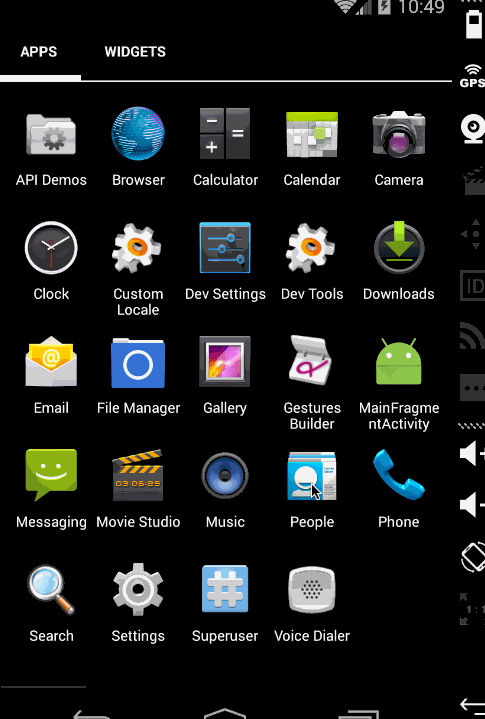 10:49
APPS WIDGETS
GPS
API Demos Browser Calculator Calendar Camera
ID
Clock Custom Locale Dev Settings Dev Tools Downloads
Email File Manager Gallery Gestures Builder MainFragmentActivity
03:06:29
Messaging Movie Studio Music People Phone
Search Settings Superuser Voice Dialer